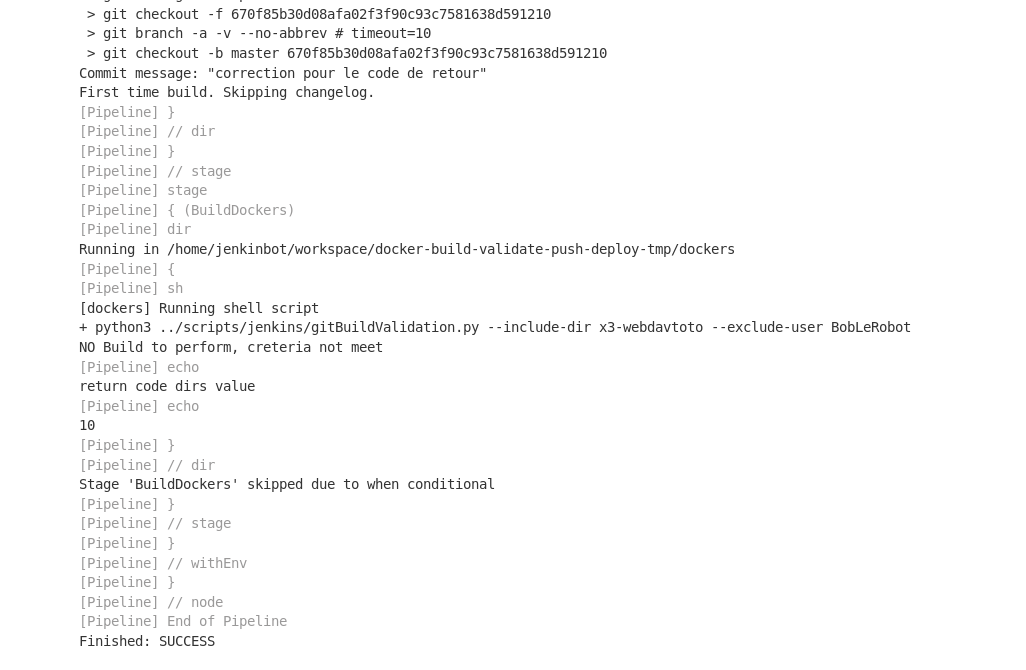 > git checkout -f 670f85b30d08afa02f3f90c93c7581638d591210
> git branch -a -v --no-abbrev # timeout=10
> git checkout -b master 670f85b30d08afa02f3f90c93c7581638d591210
Commit message: "correction pour le code de retour"
First time build. Skipping changelog.
[Pipeline] }
[Pipeline] // dir
[Pipeline] }
[Pipeline] // stage
[Pipeline] stage
[Pipeline] { (BuildDockers)
[Pipeline] dir
Running in /home/jenkinbot/workspace/docker-build-validate-push-deploy-tmp/dockers
[Pipeline] {
[Pipeline] sh
[dockers] Running shell script
+ python3 ../scripts/jenkins/gitBuildValidation.py --include-dir x3-webdavtoto --exclude-user BobLeRobot
NO Build to perform, creteria not meet
[Pipeline] echo
return code dirs value
[Pipeline] echo
10
[Pipeline] }
[Pipeline] // dir
Stage 'BuildDockers' skipped due to when conditional
[Pipeline] }
[Pipeline] // stage
[Pipeline] }
[Pipeline] // withEnv
[Pipeline] }
[Pipeline] // node
[Pipeline] End of Pipeline
Finished: SUCCESS